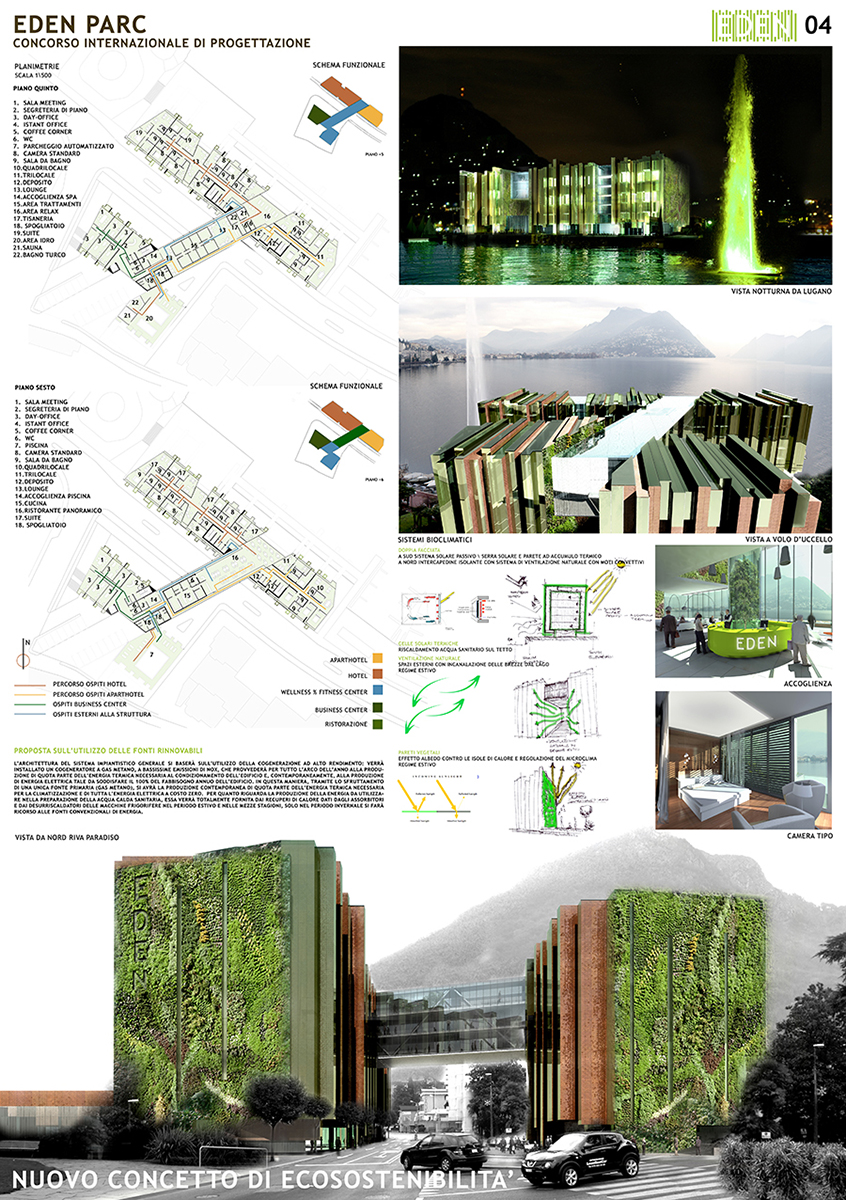 EDEN PARC
CONCORSO INTERNAZIONALE DI PROGETTAZIONE
EDEN 04
PLANIMETRIE
SCALA 1\500
PIANO QUINTO
1. SALA MEETING
2. SEGRETERIA DI PIANO
3. DAY-OFFICE
4. ISTANT OFFICE
5. COFFEE CORNER
6. WC
7. PARCHEGGIO AUTOMATIZZATO
8. CAMERA STANDARD
9. SALA DA BAGNO
10.QUADRILOCALE
11.TRILOCALE
12.DEPOSITO
13.LOUNGE
14.ACCOGLIENZA SPA
15.AREA TRATTAMENTI
16.AREA RELAX
17.TISANERIA
18. SPOGLIATOIO
19.SUITE
20.AREA IDRO
21.SAUNA
22.BAGNO TURCO
SCHEMA FUNZIONALE
PIANO +5
PIANO SESTO
1. SALA MEETING
2. SEGRETERIA DI PIANO
3. DAY-OFFICE
4. ISTANT OFFICE
5. COFFEE CORNER
6. WC
7. PISCINA
8. CAMERA STANDARD
9. SALA DA BAGNO
10.QUADRILOCALE
11.TRILOCALE
12.DEPOSITO
13.LOUNGE
14.ACCOGLIENZA PISCINA
15.CUCINA
16.RISTORANTE PANORAMICO
17.SUITE
18. SPOGLIATOIO
SCHEMA FUNZIONALE
PIANO +6
N
PERCORSO OSPITI HOTEL
PERCORSO OSPITI APARTHOTEL
OSPITI BUSINESS CENTER
OSPITI ESTERNI ALLA STRUTTURA
APARTHOTEL
HOTEL
WELLNESS % FITNESS CENTER
BUSINESS CENTER
RISTORAZIONE
PROPOSTA SULL'UTILIZZO DELLE FONTI RINNOVABILI
L'ARCHITETTURA DEL SISTEMA IMPIANTISTICO GENERALE SI BASERÀ SULL'UTILIZZO DELLA COGENERAZIONE AD ALTO RENDIMENTO; VERRÀ
INSTALLATO UN COGENERATORE A GAS METANO, A BASSISSIME EMISSIONI DI NOX, CHE PROVVEDERÀ PER TUTTO L'ARCO DELL'ANNO ALLA PRODU-
ZIONE DI QUOTA PARTE DELL'ENERGIA TERMICA NECESSARIA AL CONDIZIONAMENTO DELL'EDIFICIO E, CONTEMPORANEAMENTE, ALLA PRODUZIONE
DI ENERGIA ELETTRICA TALE DA SODDISFARE IL 100% DEL FABBISOGNO ANNUO DELL'EDIFICIO. IN QUESTA MANIERA, TRAMITE LO SFRUTTAMENTO
DI UNA UNICA FONTE PRIMARIA (GAS METANO), SI AVRÀ LA PRODUZIONE CONTEMPORANEA DI QUOTA PARTE DELL'ENERGIA TERMICA NECESSARIA
PER LA CLIMATIZZAZIONE E DI TUTTA L'ENERGIA ELETTRICA A COSTO ZERO. PER QUANTO RIGUARDA LA PRODUZIONE DELLA ENERGIA DA UTILIZZA-
RE NELLA PREPARAZIONE DELLA ACQUA CALDA SANITARIA, ESSA VERRÀ TOTALMENTE FORNITA DAI RECUPERI DI CALORE DATI DAGLI ASSORBITORI
E DAI DESURRISCALDATORI DELLE MACCHINE FRIGORIFERE NEL PERIODO ESTIVO E NELLE MEZZE STAGIONI, SOLO NEL PERIODO INVERNALE SI FARÀ
RICORSO ALLE FONTI CONVENZIONALI DI ENERGIA.
VISTA NOTTURNA DA LUGANO
SISTEMI BIOCLIMATICI
VISTA A VOLO D'UCCELLO
DOPPIA FACCIATA
A SUD SISTEMA SOLARE PASSIVO \ SERRA SOLARE E PARETE AD ACCUMULO TERMICO
A NORD INTERCAPEDINE ISOLANTE CON SISTEMA DI VENTILAZIONE NATURALE CON MOTI CONVETTIVI
CELLE SOLARI TERMICHE
RISCALDAMENTO ACQUA SANITARIO SUL TETTO
VENTILAZIONE NATURALE
SPAZI ESTERNI CON INCANALAZIONE DELLE BREZZE DAL LAGO
REGIME ESTIVO
PARETI VEGETALI
EFFETTO ALBEDO CONTRO LE ISOLE DI CALORE E REGOLAZIONE DEL MICROCLIMA
REGIME ESTIVO
EDEN
ACCOGLIENZA
CAMERA TIPO
VISTA DA NORD RIVA PARADISO
EDEN
NUOVO CONCETTO DI ECOSOSTENIBILITA'